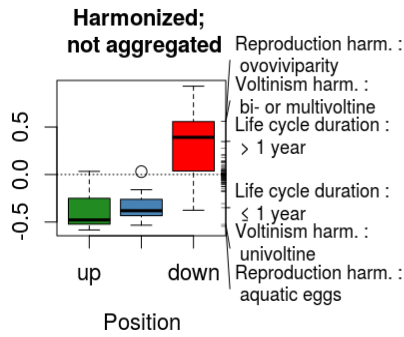 Harmonized;
not aggregated
Reproduction harm. :
ovoviviparity
Voltinism harm. :
bi- or multivoltine
Life cycle duration :
> 1 year
Life cycle duration :
≤ 1 year
Voltinism harm. :
univoltine
Reproduction harm. :
aquatic eggs
0.5
0.0
-0.5
up
down
Position